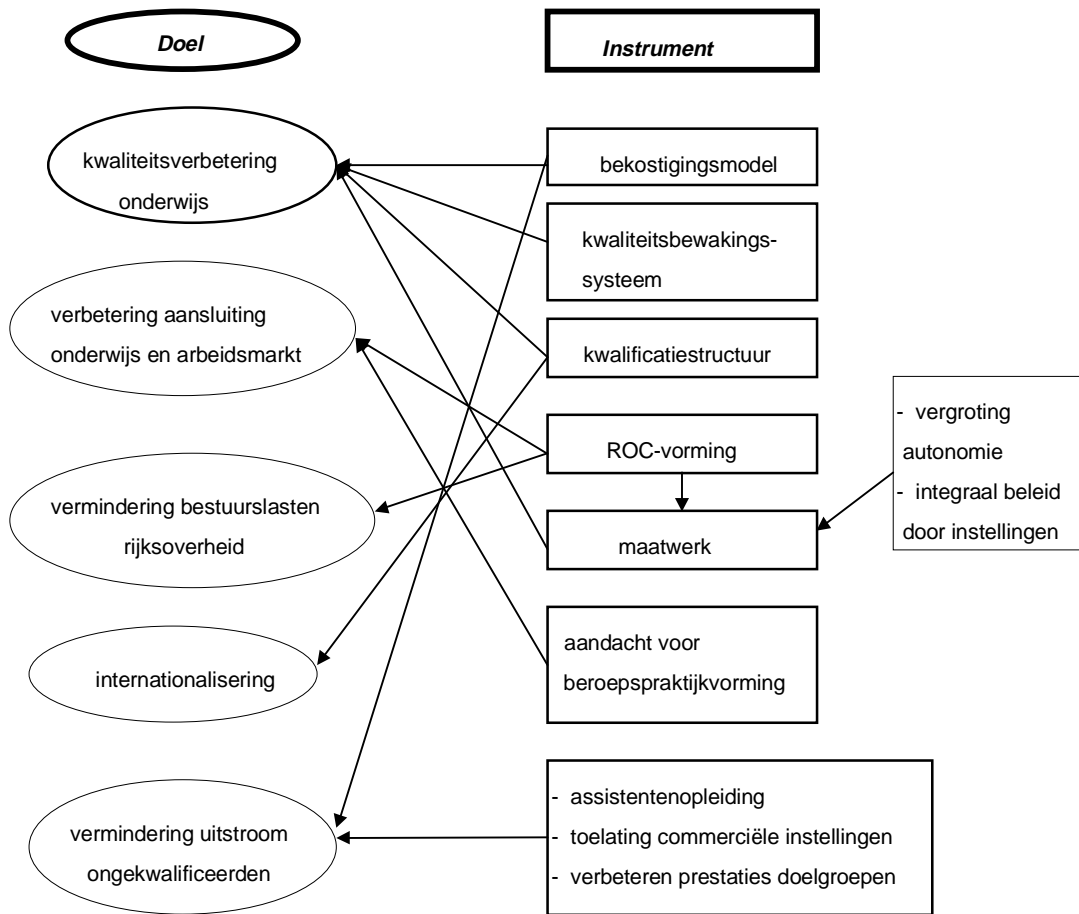 Doel
Instrument
kwaliteitsverbetering
onderwijs
bekostigingsmodel
kwaliteitsbewakings-
systeem
verbetering aansluiting
onderwijs en arbeidsmarkt
kwalificatiestructuur
ROC-vorming
- vergroting
autonomie
- integraal beleid
door instellingen
vermindering bestuurslasten
rijksoverheid
maatwerk
internationalisering
aandacht voor
beroepspraktijkvorming
vermindering uitstroom
ongekwalificeerden
- assistentenopleiding
- toelating commerciële instellingen
- verbeteren prestaties doelgroepen